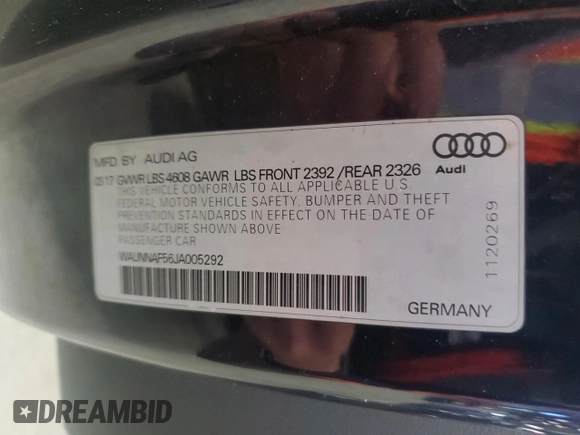 MFD. BY AUDI AG
05 17 GVWR LBS 4608 GAWR LBS FRONT 2392 / REAR 2326
THIS VEHICLE CONFORMS TO ALL APPLICABLE U.S.
FEDERAL MOTOR VEHICLE SAFETY, BUMPER AND THEFT
PREVENTION STANDARDS IN EFFECT ON THE DATE OF
MANUFACTURE SHOWN ABOVE
PASSENGER CAR
WAUNNAF56JA005292
Audi
1120269
GERMANY
DREAMBID